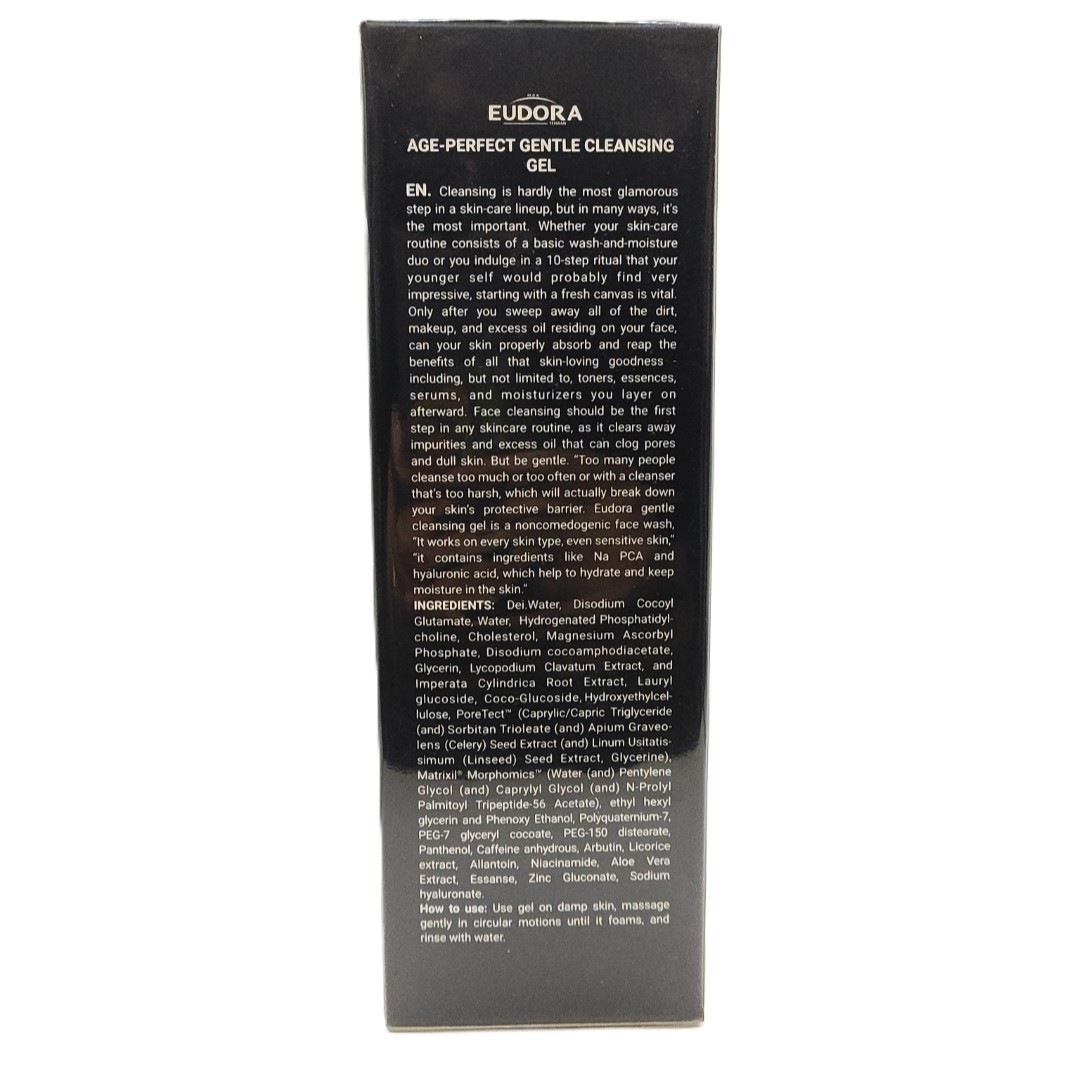 EUDORA
AGE-PERFECT GENTLE CLEANSING
GEL
EN. Cleansing is hardly the most glamorous
step in a skin-care lineup, but in many ways, it's
the most important. Whether your skin-care
routine consists of a basic wash-and-moisture
duo or you indulge in a 10-step ritual that your
younger self would probably find very
impressive, starting with a fresh canvas is vital.
Only after you sweep away all of the dirt,
makeup, and excess oil residing on your face,
can your skin properly absorb and reap the
benefits of all that skin-loving goodness -
including, but not limited to, toners, essences,
serums, and moisturizers you layer on
afterward. Face cleansing should be the first
step in any skincare routine, as it clears away
impurities and excess oil that can clog pores
and dull skin. But be gentle. "Too many people
cleanse too much or too often or with a cleanser
that's too harsh, which will actually break down
your skin's protective barrier. Eudora gentle
cleansing gel is a noncomedogenic face wash,
"It works on every skin type, even sensitive skin,"
"it contains ingredients like Na PCA and
hyaluronic acid, which help to hydrate and keep
moisture in the skin."
INGREDIENTS: Dei.Water, Disodium Cocoyl
Glutamate, Water, Hydrogenated Phosphatidyl-
choline, Cholesterol, Magnesium Ascorbyl
Phosphate, Disodium cocoamphodiacetate,
Glycerin, Lycopodium Clavatum Extract, and
Imperata Cylindrica Root Extract, Lauryl
glucoside, Coco-Glucoside, Hydroxyethylcel-
lulose, PoreTect™ (Caprylic/Capric Triglyceride
(and) Sorbitan Trioleate (and) Apium Graveo-
lens (Celery) Seed Extract (and) Linum Usitatis-
simum (Linseed) Seed Extract, Glycerine),
Matrixil® Morphomics™ (Water (and) Pentylene
Glycol (and) Caprylyl Glycol (and) N-Prolyl
Palmitoyl Tripeptide-56 Acetate), ethyl hexyl
glycerin and Phenoxy Ethanol, Polyquaternium-7,
PEG-7 glyceryl cocoate, PEG-150 distearate,
Panthenol, Caffeine anhydrous, Arbutin, Licorice
extract, Allantoin, Niacinamide, Aloe Vera
Extract, Essanse, Zinc Gluconate, Sodium
hyaluronate.
How to use: Use gel on damp skin, massage
gently in circular motions until it foams, and
rinse with water.